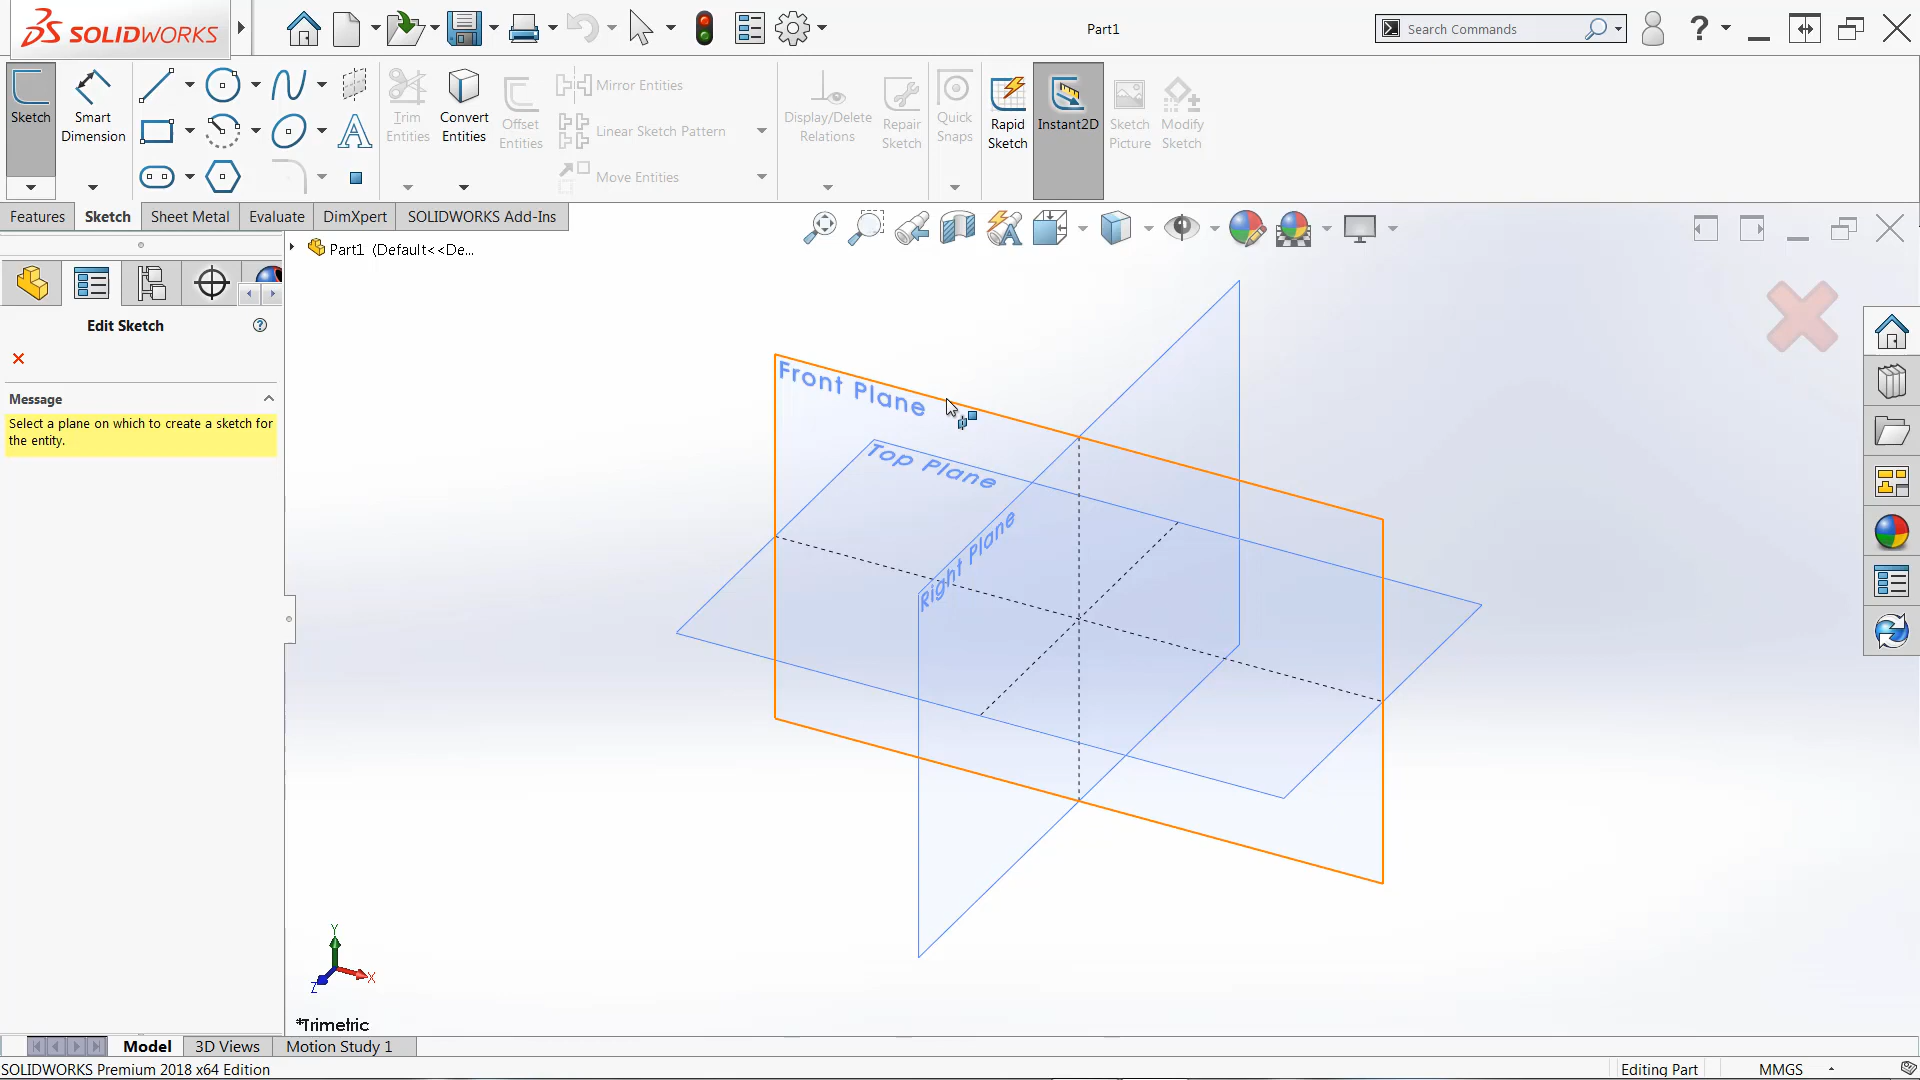 SOLIDWORKS
Part1
Search Commands
?
Sketch
Smart
Dimension
Trim
Entities
Convert
Entities
Offset
Entities
Mirror Entities
Linear Sketch Pattern
Move Entities
Display/Delete
Relations
Repair
Sketch
Quick
Snaps
Rapid
Sketch
Instant2D
Sketch
Picture
Modify
Sketch
Features
Sketch
Sheet Metal
Evaluate
DimXpert
SOLIDWORKS Add-Ins
Part1 (Default<<De...
Edit Sketch
?
Message
Select a plane on which to create a sketch for
the entity.
Front Plane
Top Plane
Right Plane
Y
X
Z
*Trimetric
Model
3D Views
Motion Study 1
SOLIDWORKS Premium 2018 x64 Edition
Editing Part
MMGS